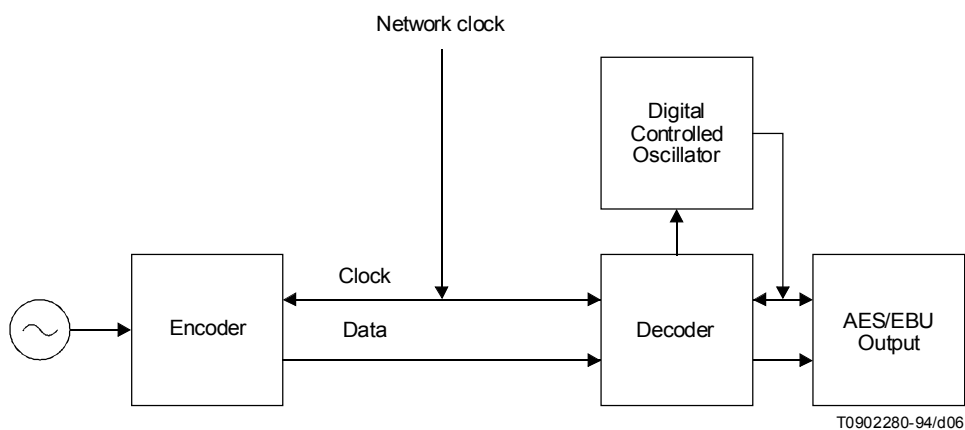 Network clock
Digital
Controlled
Oscillator
Clock
Encoder
Data
Decoder
AES/EBU
Output
T0902280-94/d06